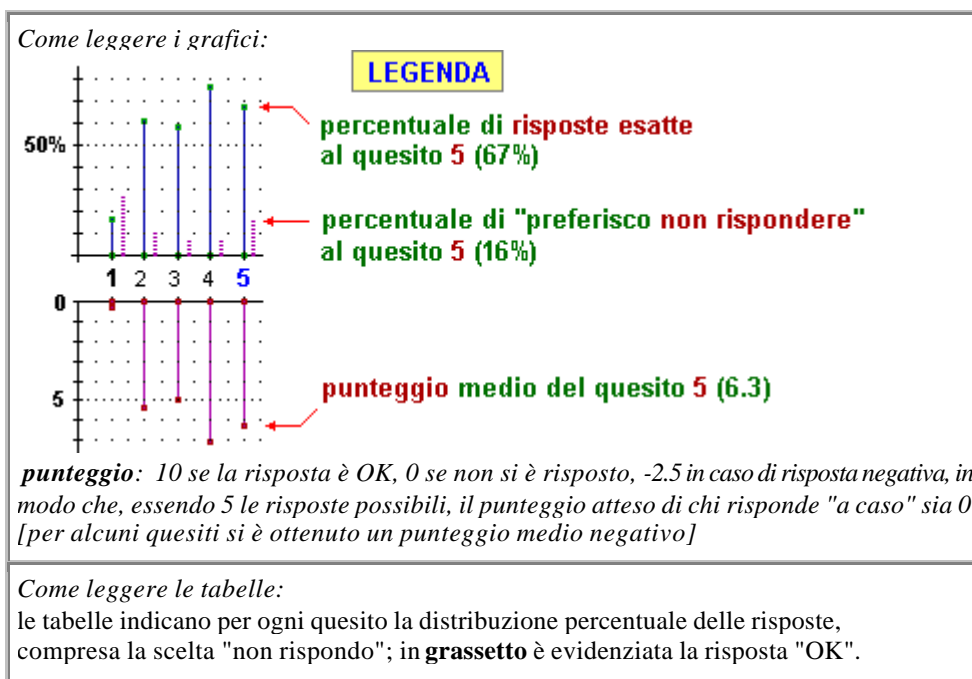 Come leggere i grafici:
LEGENDA
percentuale di risposte esatte
al quesito 5 (67%)
50%
percentuale di "preferisco non rispondere"
al quesito 5 (16%)
1 2 3 4 5
0
5
punteggio medio del quesito 5 (6.3)
punteggio: 10 se la risposta è OK, 0 se non si è risposto, -2.5 in caso di risposta negativa, in
modo che, essendo 5 le risposte possibili, il punteggio atteso di chi risponde "a caso" sia 0
[per alcuni quesiti si è ottenuto un punteggio medio negativo]
Come leggere le tabelle:
le tabelle indicano per ogni quesito la distribuzione percentuale delle risposte,
compresa la scelta "non rispondo"; in grassetto è evidenziata la risposta "OK".